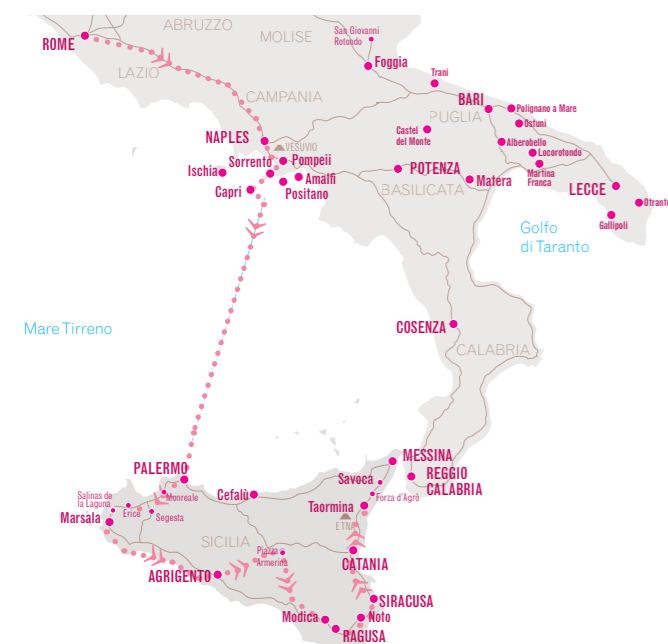 ABRUZZO
MOLISE
San Giovanni
Rotondo
ROME
LAZIO
Foggia
Trani
CAMPANIA
BARI
Polignano a Mare
PUGLIA
Ostuni
NAPLES
VESUVIO
Castel
del Monte
Alberobello
Locorotondo
Sorrento
Pompeii
Ischia
Amalfi
POTENZA
Martina
Franca
Capri
Positano
BASILICATA
Matera
LECCE
Otranto
Gallipoli
Golfo
di Taranto
Mare Tirreno
COSENZA
CALABRIA
MESSINA
PALERMO
REGGIO
CALABRIA
Savoca
Salinas de
la Laguna
Monreale
Cefalù
Forza d'Agrò
Erice
Segesta
Taormina
Marsala
ETNA
SICILIA
Piazza
Armerina
CATANIA
AGRIGENTO
SIRACUSA
Modica
Noto
RAGUSA